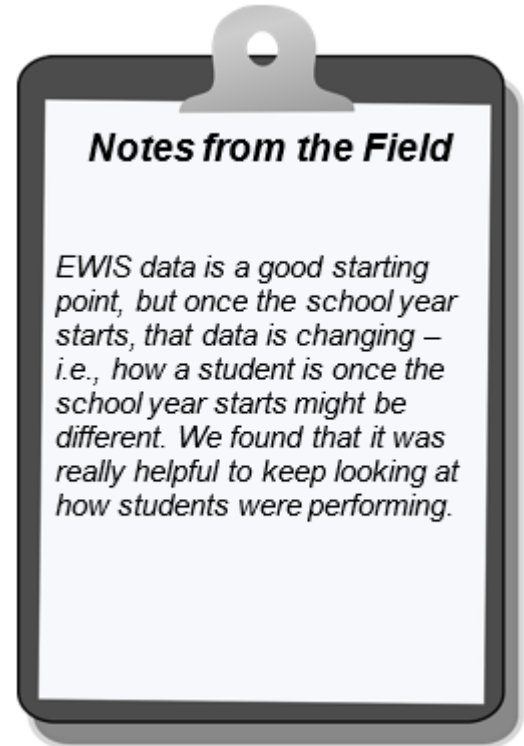 Notes from the Field
EWIS data is a good starting
point, but once the school year
starts, that data is changing –
i.e., how a student is once the
school year starts might be
different. We found that it was
really helpful to keep looking at
how students were performing.